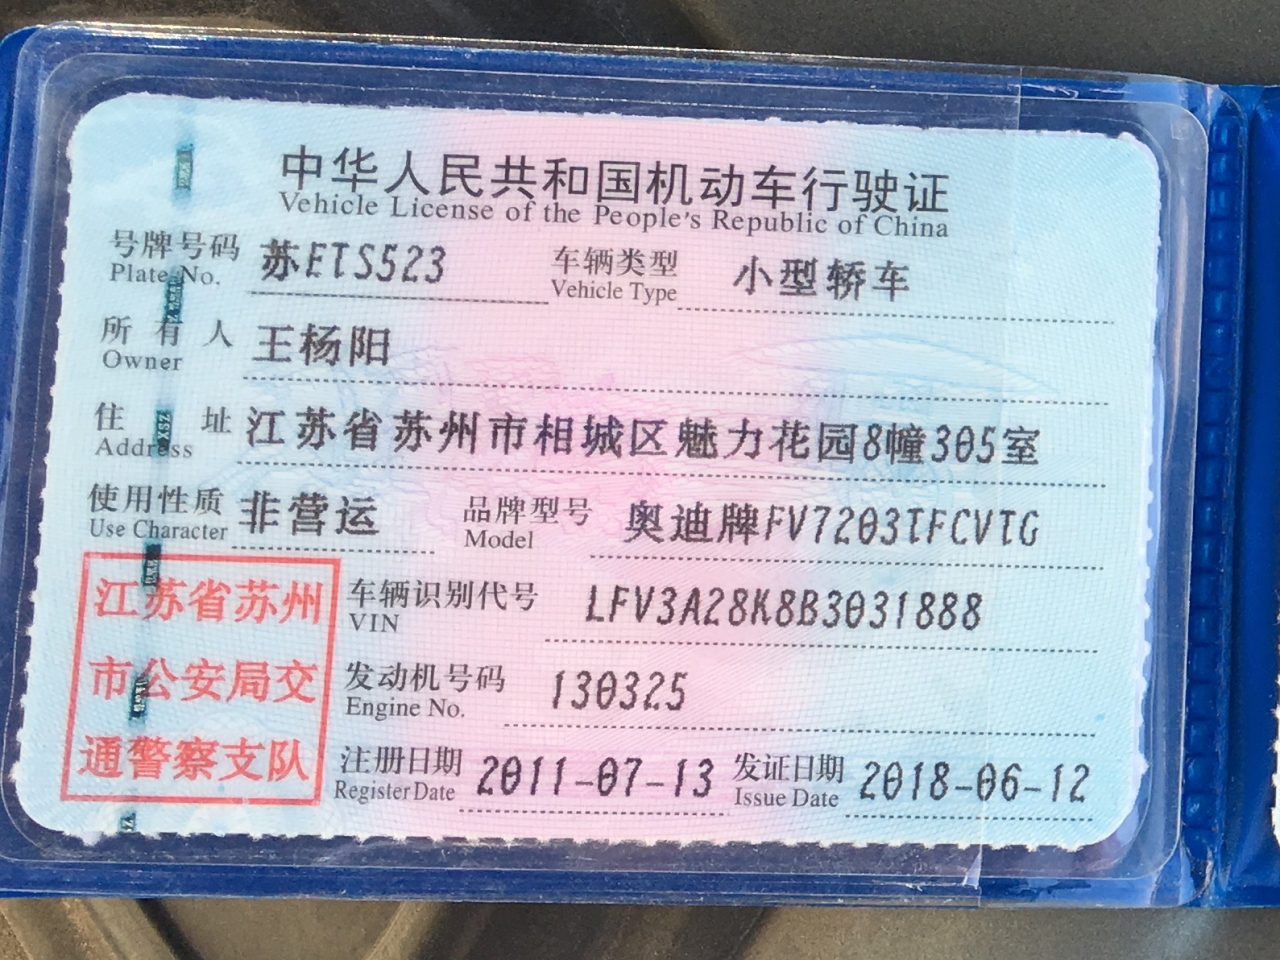 中华人民共和国机动车行驶证
Vehicle License of the People's Republic of China
号牌号码 苏ETS523 车辆类型 小型轿车
Plate No. Vehicle Type
所有人 王杨阳
Owner
住址 江苏省苏州市相城区魅力花园8幢305室
Address
使用性质 非营运 品牌型号 奥迪牌FV7203TFCVTG
Use Character Model
江苏省苏州
市公安局交
通警察支队
车辆识别代号 LFV3A28K8B3031888
VIN
发动机号码 130325
Engine No.
注册日期 2011-07-13 发证日期 2018-06-12
Register Date Issue Date